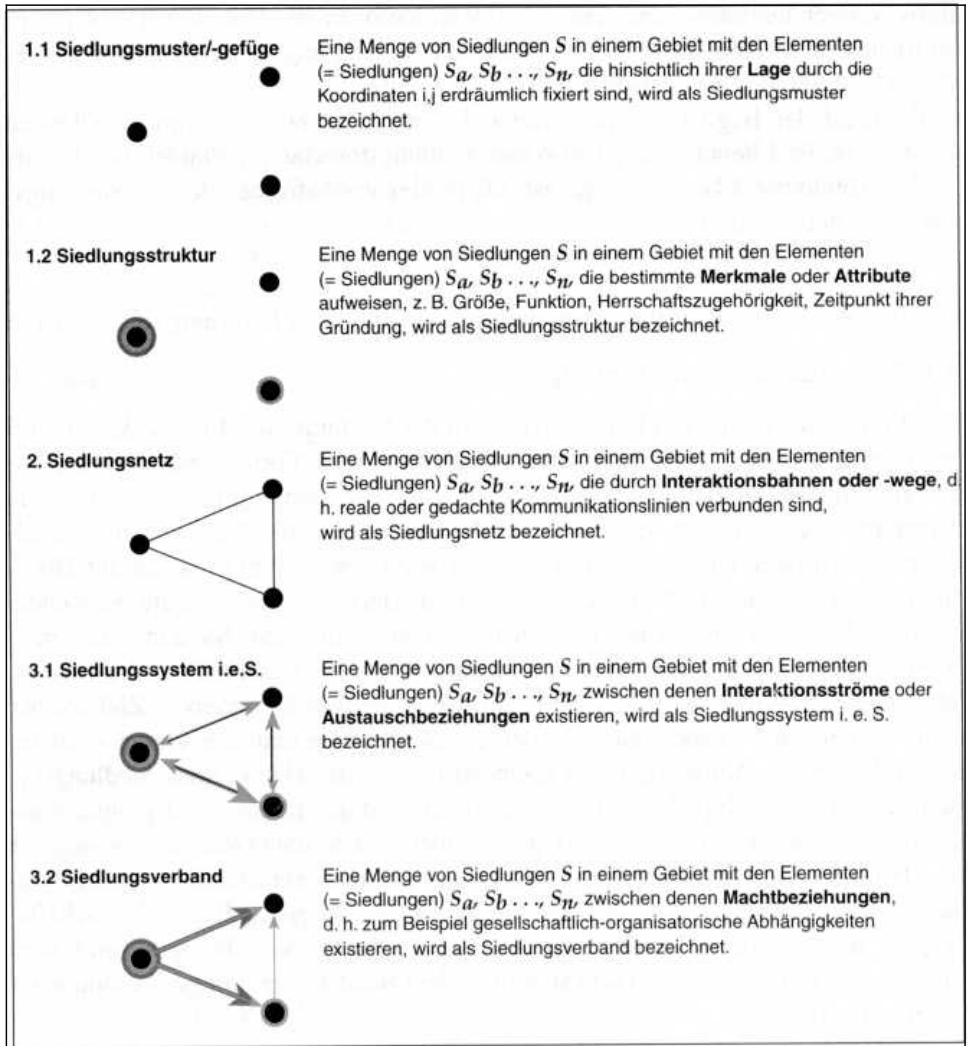 1.1 Siedlungsmuster/-gefüge
Eine Menge von Siedlungen S in einem Gebiet mit den Elementen
(= Siedlungen) Sa, Sb . . ., Sn, die hinsichtlich ihrer Lage durch die
Koordinaten i,j erdräumlich fixiert sind, wird als Siedlungsmuster
bezeichnet.
1.2 Siedlungsstruktur
Eine Menge von Siedlungen S in einem Gebiet mit den Elementen
(= Siedlungen) Sa, Sb . . ., Sn, die bestimmte Merkmale oder Attribute
aufweisen, z. B. Größe, Funktion, Herrschaftszugehörigkeit, Zeitpunkt ihrer
Gründung, wird als Siedlungsstruktur bezeichnet.
2. Siedlungsnetz
Eine Menge von Siedlungen S in einem Gebiet mit den Elementen
(= Siedlungen) Sa, Sb . . ., Sn, die durch Interaktionsbahnen oder -wege, d.
h. reale oder gedachte Kommunikationslinien verbunden sind,
wird als Siedlungsnetz bezeichnet.
3.1 Siedlungssystem i.e.S.
Eine Menge von Siedlungen S in einem Gebiet mit den Elementen
(= Siedlungen) Sa, Sb . . ., Sn, zwischen denen Interaktionsströme oder
Austauschbeziehungen existieren, wird als Siedlungssystem i. e. S.
bezeichnet.
3.2 Siedlungsverband
Eine Menge von Siedlungen S in einem Gebiet mit den Elementen
(= Siedlungen) Sa, Sb . . ., Sn, zwischen denen Machtbeziehungen,
d. h. zum Beispiel gesellschaftlich-organisatorische Abhängigkeiten
existieren, wird als Siedlungsverband bezeichnet.